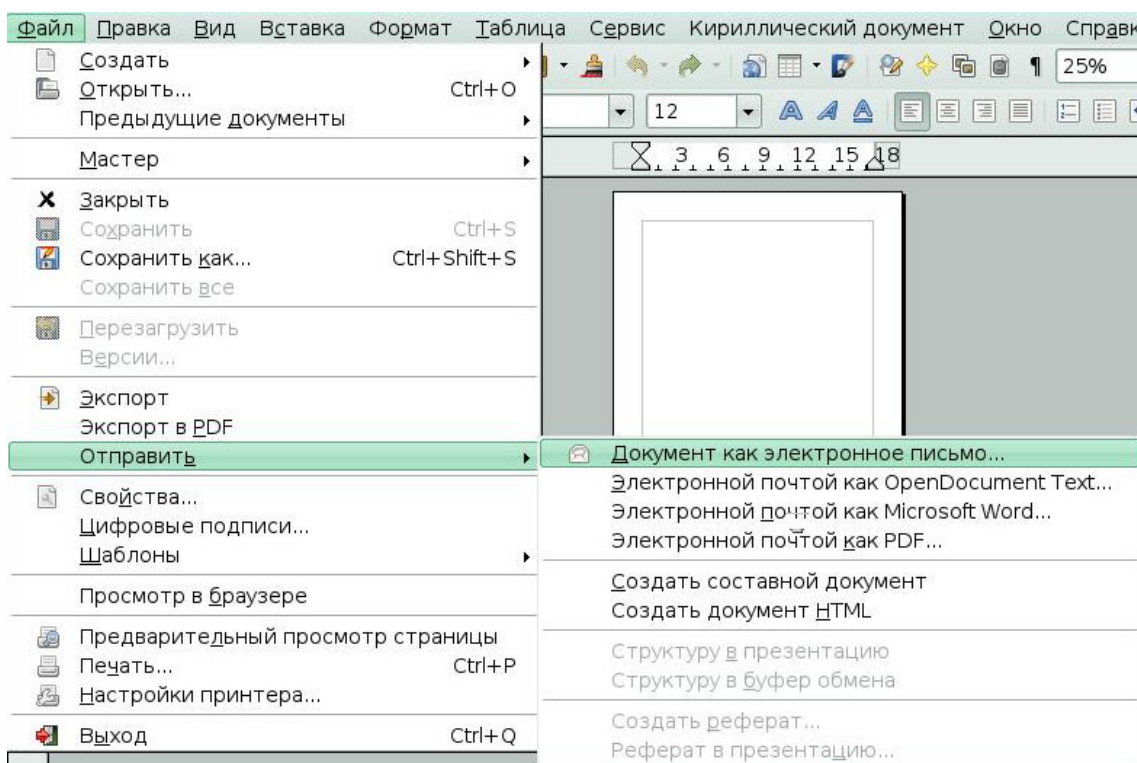 Файл Правка Вид Вставка Формат Таблица Сервис Кириллический документ Окно
25%
12
3 6 9 12 15 18
Создать
Открыть... Ctrl+O
Предыдущие документы
Мастер
Закрыть
Сохранить Ctrl+S
Сохранить как... Ctrl+Shift+S
Сохранить все
Перезагрузить
Версии...
Экспорт
Экспорт в PDF
Отправить
Свойства...
Цифровые подписи...
Шаблоны
Просмотр в браузере
Предварительный просмотр страницы
Печать... Ctrl+P
Настройки принтера...
Выход Ctrl+Q
Документ как электронное письмо...
Электронной почтой как OpenDocument Text...
Электронной почтой как Microsoft Word...
Электронной почтой как PDF...
Создать составной документ
Создать документ HTML
Структуру в презентацию
Структуру в буфер обмена
Создать реферат...
Реферат в презентацию...